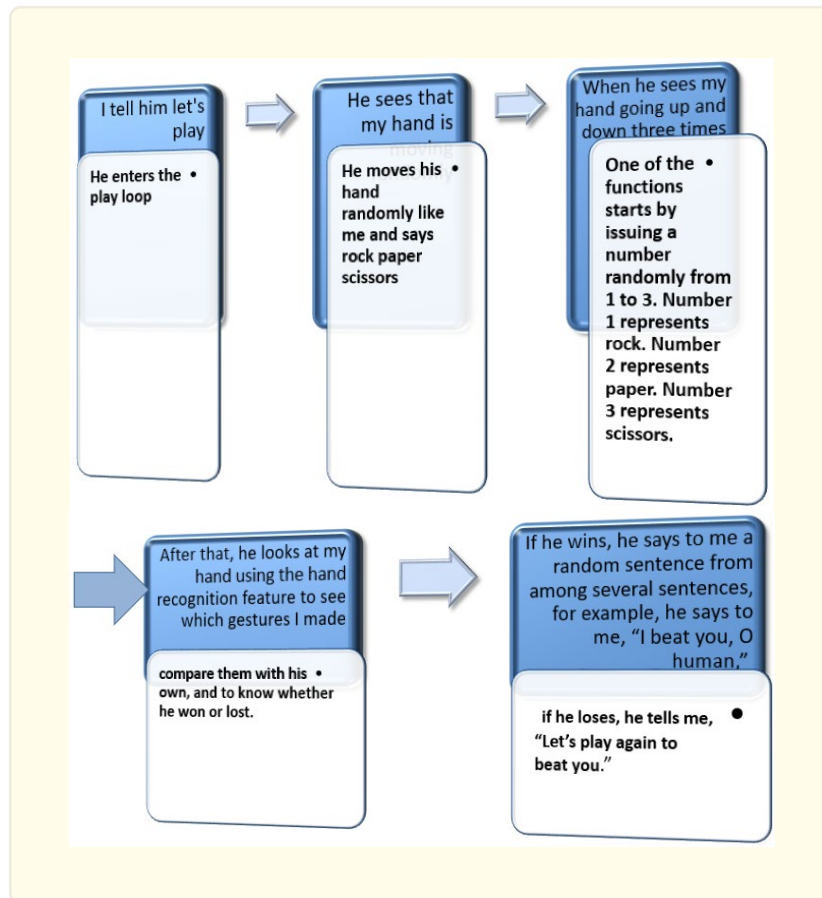 I tell him let's
play
He enters the •
play loop
He sees that
my hand is
moving
He moves his •
hand
randomly like
me and says
rock paper
scissors
When he sees my
hand going up and
down three times
One of the •
functions
starts by
issuing a
number
randomly from
1 to 3. Number
1 represents
rock. Number
2 represents
paper. Number
3 represents
scissors.
After that, he looks at my
hand using the hand
recognition feature to see
which gestures I made
compare them with his •
own, and to know whether
he won or lost.
If he wins, he says to me a
random sentence from
among several sentences,
for example, he says to
me, “I beat you, O
human,”
if he loses, he tells me, •
“Let’s play again to
beat you.”